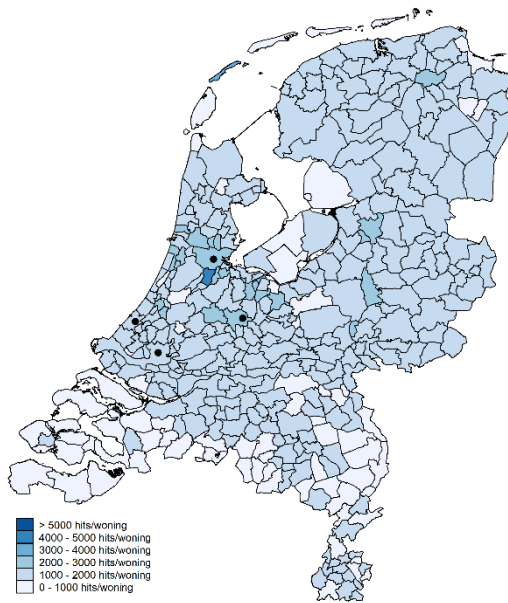 > 5000 hits/woning
4000 - 5000 hits/woning
3000 - 4000 hits/woning
2000 - 3000 hits/woning
1000 - 2000 hits/woning
0 - 1000 hits/woning